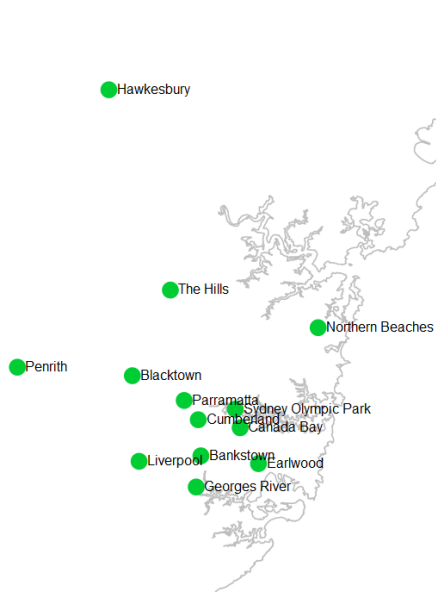 Hawkesbury
The Hills
Northern Beaches
Penrith
Blacktown
Parramatta
Sydney Olympic Park
Cumberland
Canada Bay
Bankstown
Liverpool
Earlwood
Georges River